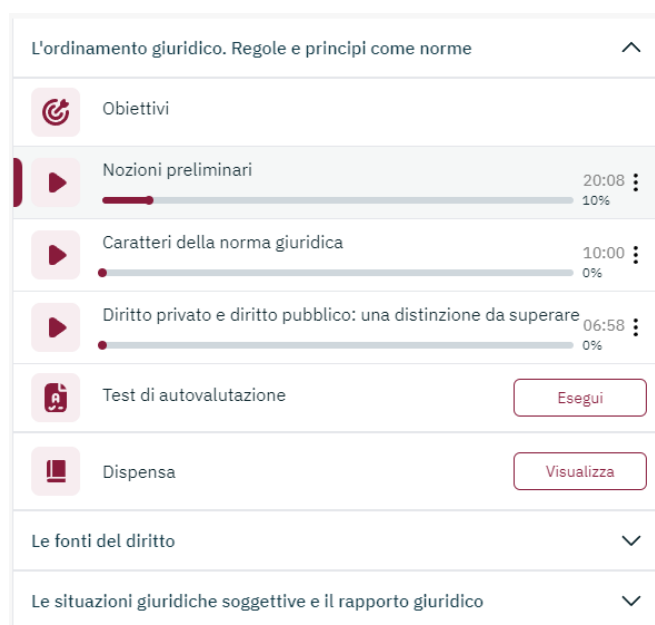 L'ordinamento giuridico. Regole e principi come norme
Obiettivi
Nozioni preliminari
20:08
10%
Caratteri della norma giuridica
10:00
0%
Diritto privato e diritto pubblico: una distinzione da superare
06:58
0%
Test di autovalutazione
Esegui
Dispensa
Visualizza
Le fonti del diritto
Le situazioni giuridiche soggettive e il rapporto giuridico